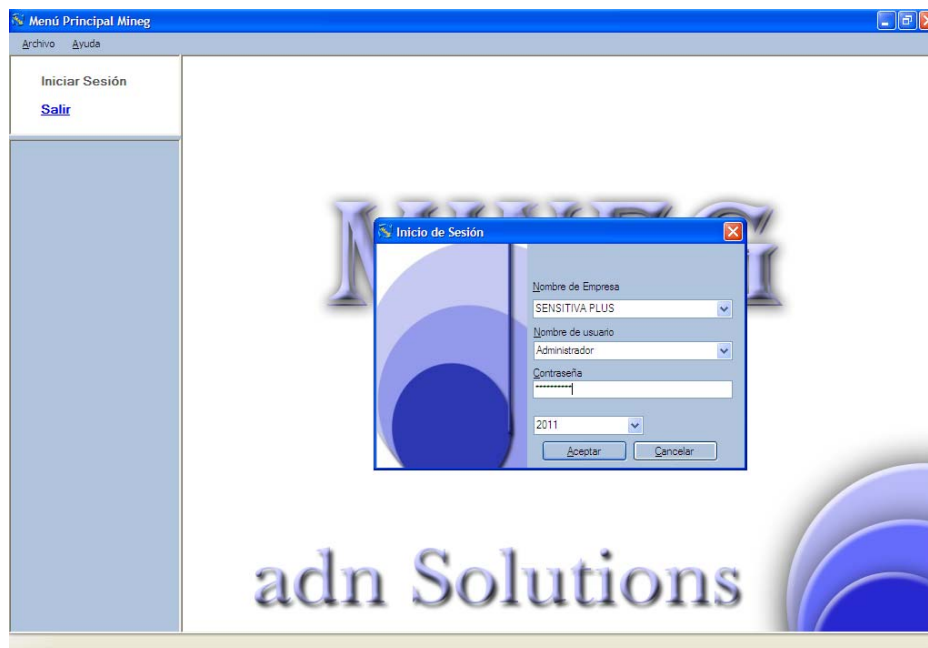 Menú Principal Mineg
Archivo Ayuda
Iniciar Sesión
Salir
MINEG
Inicio de Sesión
Nombre de Empresa
SENSITIVA PLUS
Nombre de usuario
Administrador
Contraseña
**********
2011
Aceptar Cancelar
adn Solutions